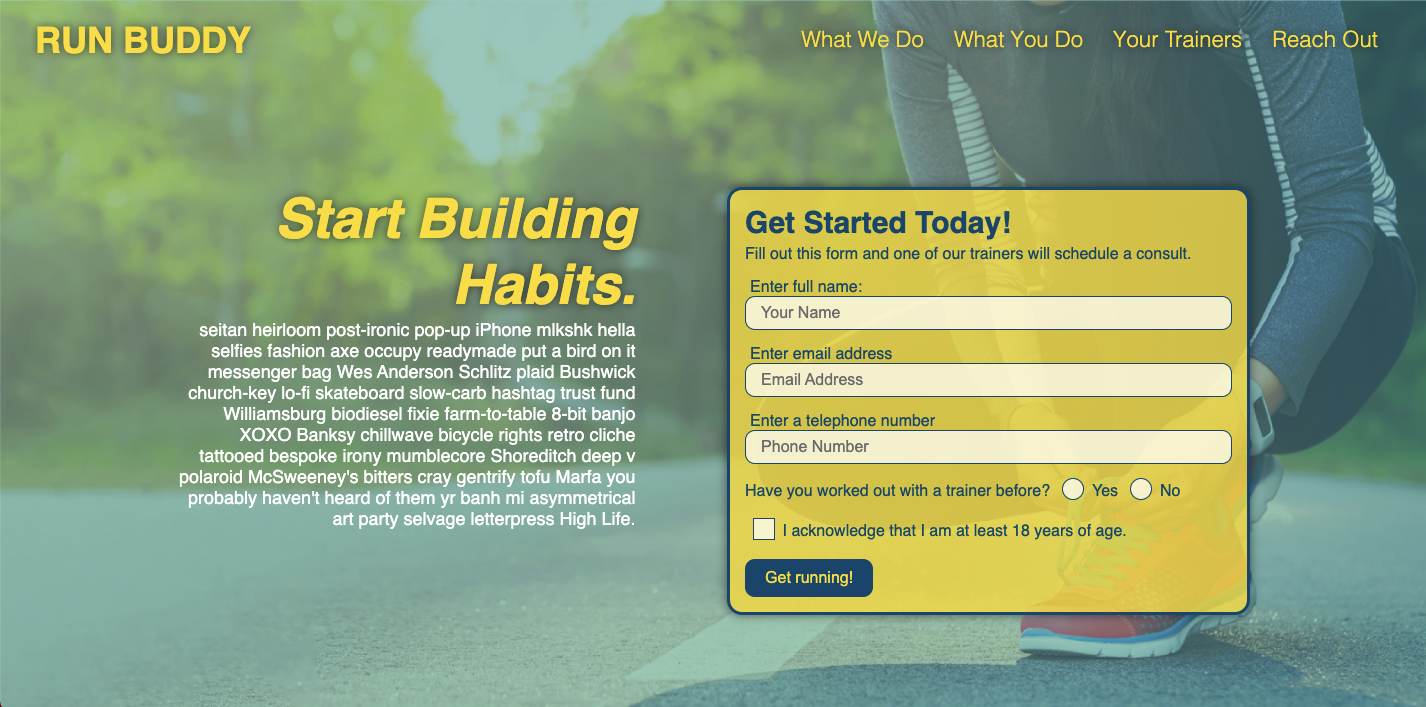 RUN BUDDY
What We Do What You Do Your Trainers Reach Out
Start Building
Habits.
seitan heirloom post-ironic pop-up iPhone mlkshk hella
selfies fashion axe occupy readymade put a bird on it
messenger bag Wes Anderson Schlitz plaid Bushwick
church-key lo-fi skateboard slow-carb hashtag trust fund
Williamsburg biodiesel fixie farm-to-table 8-bit banjo
XOXO Banksy chillwave bicycle rights retro cliche
tattooed bespoke irony mumblecore Shoreditch deep v
polaroid McSweeney's bitters cray gentrify tofu Marfa you
probably haven't heard of them yr banh mi asymmetrical
art party selvage letterpress High Life.
Get Started Today!
Fill out this form and one of our trainers will schedule a consult.
Enter full name:
Your Name
Enter email address
Email Address
Enter a telephone number
Phone Number
Have you worked out with a trainer before? Yes No
I acknowledge that I am at least 18 years of age.
Get running!